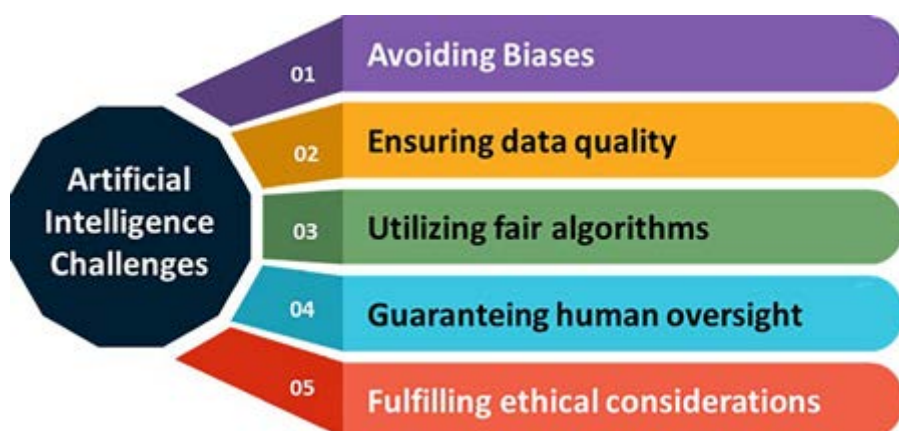 Artificial
Intelligence
Challenges
01
Avoiding Biases
02
Ensuring data quality
03
Utilizing fair algorithms
04
Guaranteing human oversight
05
Fulfilling ethical considerations